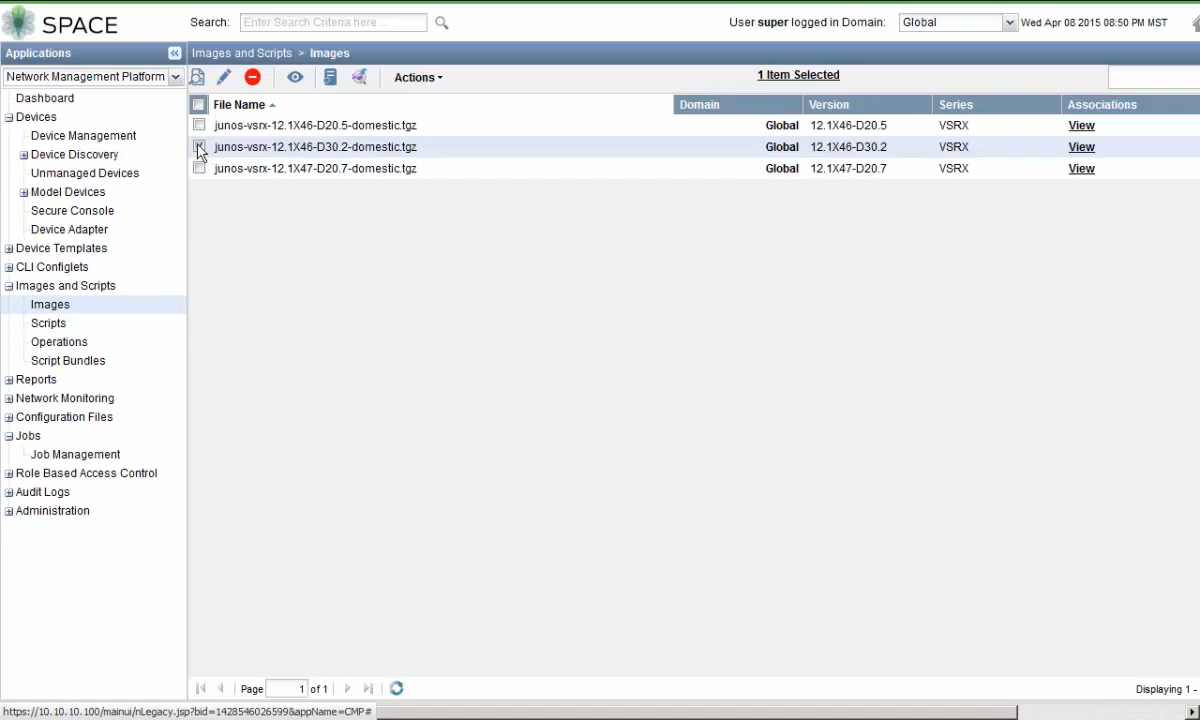 SPACE
Search: Enter Search Criteria here ...
User super logged in Domain: Global Wed Apr 08 2015 08:50 PM MST
Applications
Images and Scripts > Images
Network Management Platform
Actions
1 Item Selected
Dashboard
Devices
Device Management
Device Discovery
Unmanaged Devices
Model Devices
Secure Console
Device Adapter
Device Templates
CLI Configlets
Images and Scripts
Images
Scripts
Operations
Script Bundles
Reports
Network Monitoring
Configuration Files
Jobs
Job Management
Role Based Access Control
Audit Logs
Administration
File Name Domain Version Series Associations
junos-vsrx-12.1X46-D20.5-domestic.tgz Global 12.1X46-D20.5 VSRX View
junos-vsrx-12.1X46-D30.2-domestic.tgz Global 12.1X46-D30.2 VSRX View
junos-vsrx-12.1X47-D20.7-domestic.tgz Global 12.1X47-D20.7 VSRX View
Page 1 of 1
Displaying 1 -
https://10.10.10.100/mainui/nLegacy.jsp?bid=1428546026599&appName=CMP#